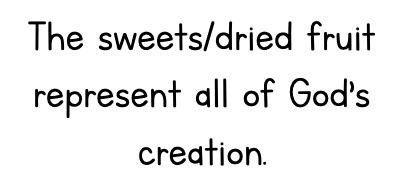 The sweets/dried fruit
represent all of God's
creation.